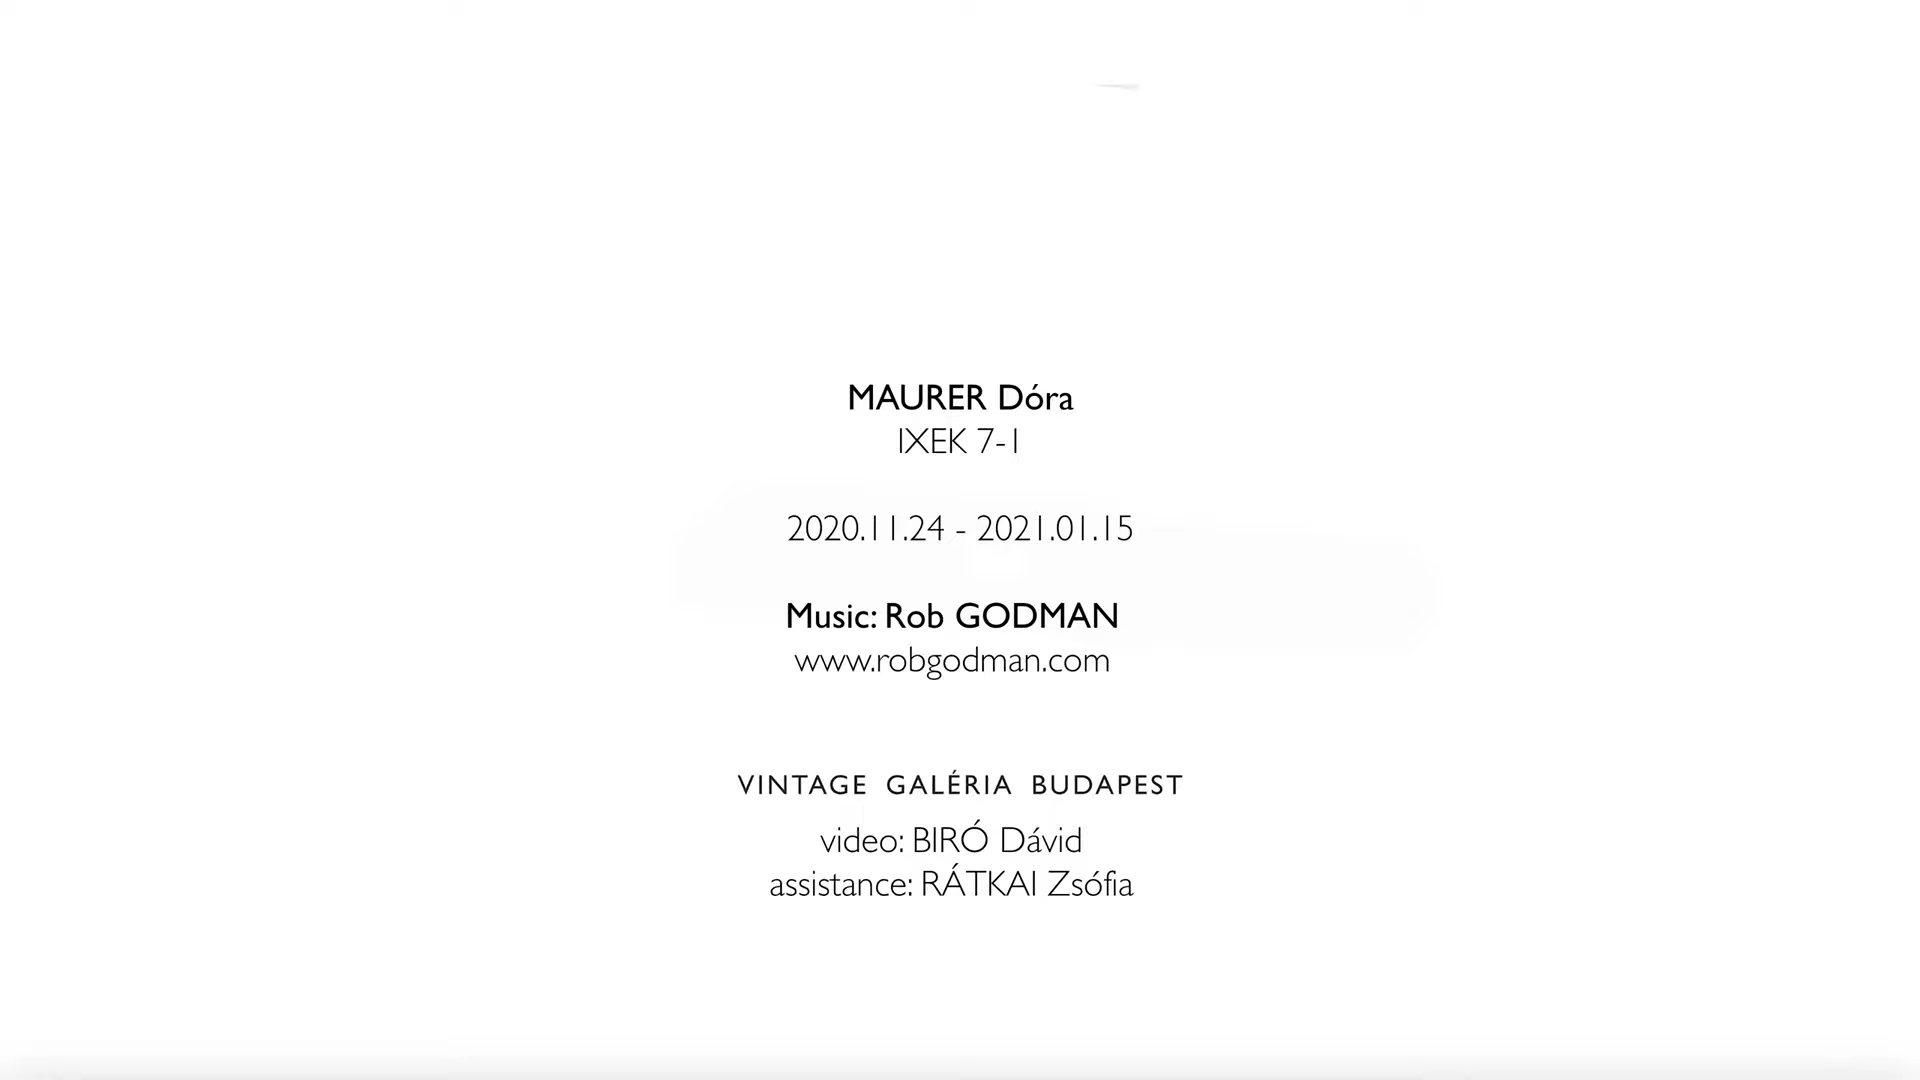 MAURER Dóra
IXEK 7-1
2020.11.24 - 2021.01.15
Music: Rob GODMAN
www.robgodman.com
VINTAGE GALÉRIA BUDAPEST
video: BIRÓ Dávid
assistance: RÁTKAI Zsófia